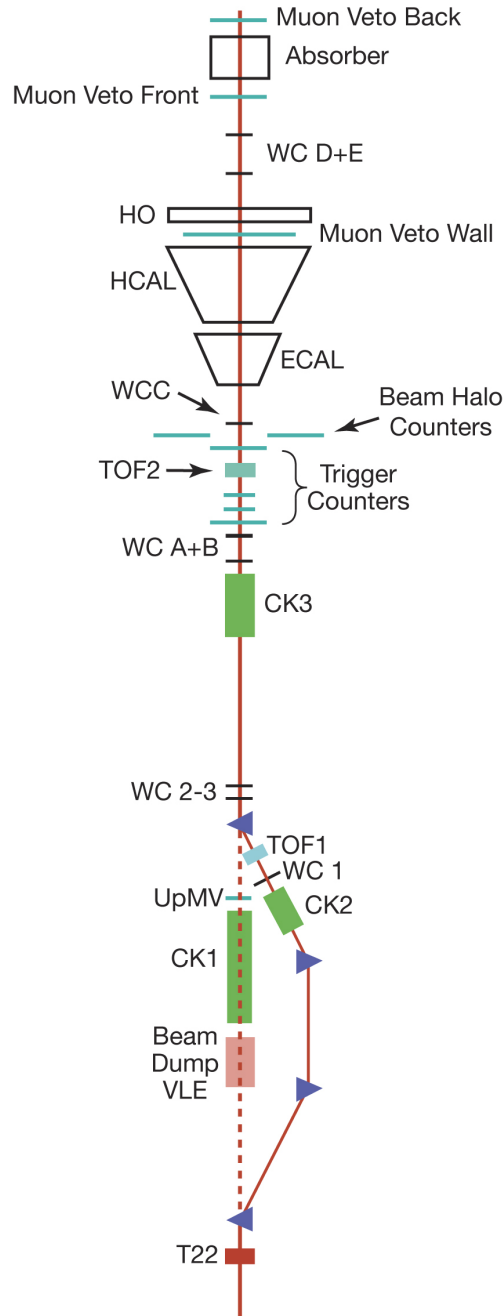 Muon Veto Back
Absorber
Muon Veto Front
WC D+E
HO
Muon Veto Wall
HCAL
ECAL
WCC
Beam Halo
Counters
TOF2
Trigger
Counters
WC A+B
CK3
WC 2-3
TOF1
WC 1
UpMV
CK2
CK1
Beam
Dump
VLE
T22